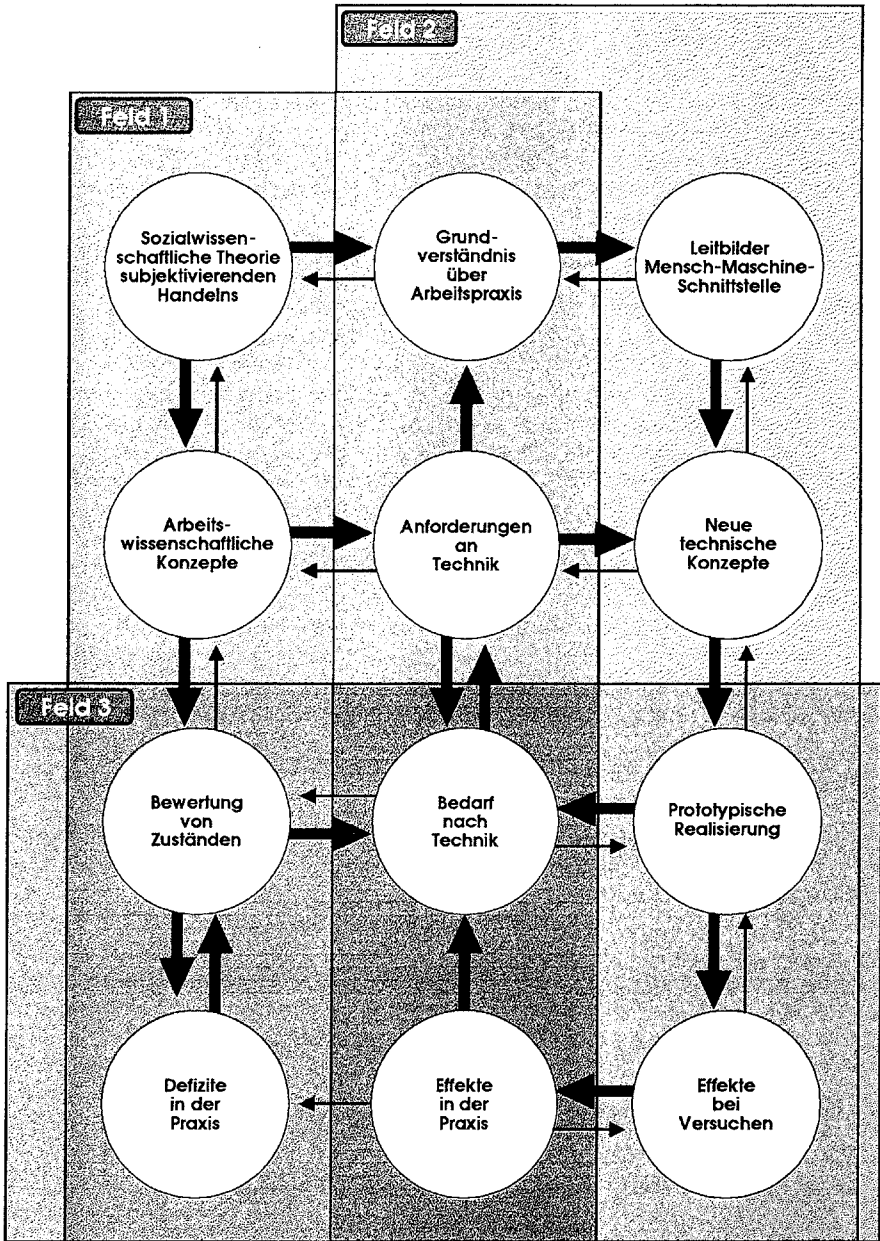 Feld 2
Feld 1
Sozialwissen-
schaftliche Theorie
subjektivierenden
Handelns
Grund-
verständnis
über
Arbeitspraxis
Leitbilder
Mensch-Maschine-
Schnittstelle
Arbeits-
wissenschaftliche
Konzepte
Anforderungen
an
Technik
Neue
technische
Konzepte
Feld 3
Bewertung
von
Zuständen
Bedarf
nach
Technik
Prototypische
Realisierung
Defizite
in der
Praxis
Effekte
in der
Praxis
Effekte
bei
Versuchen